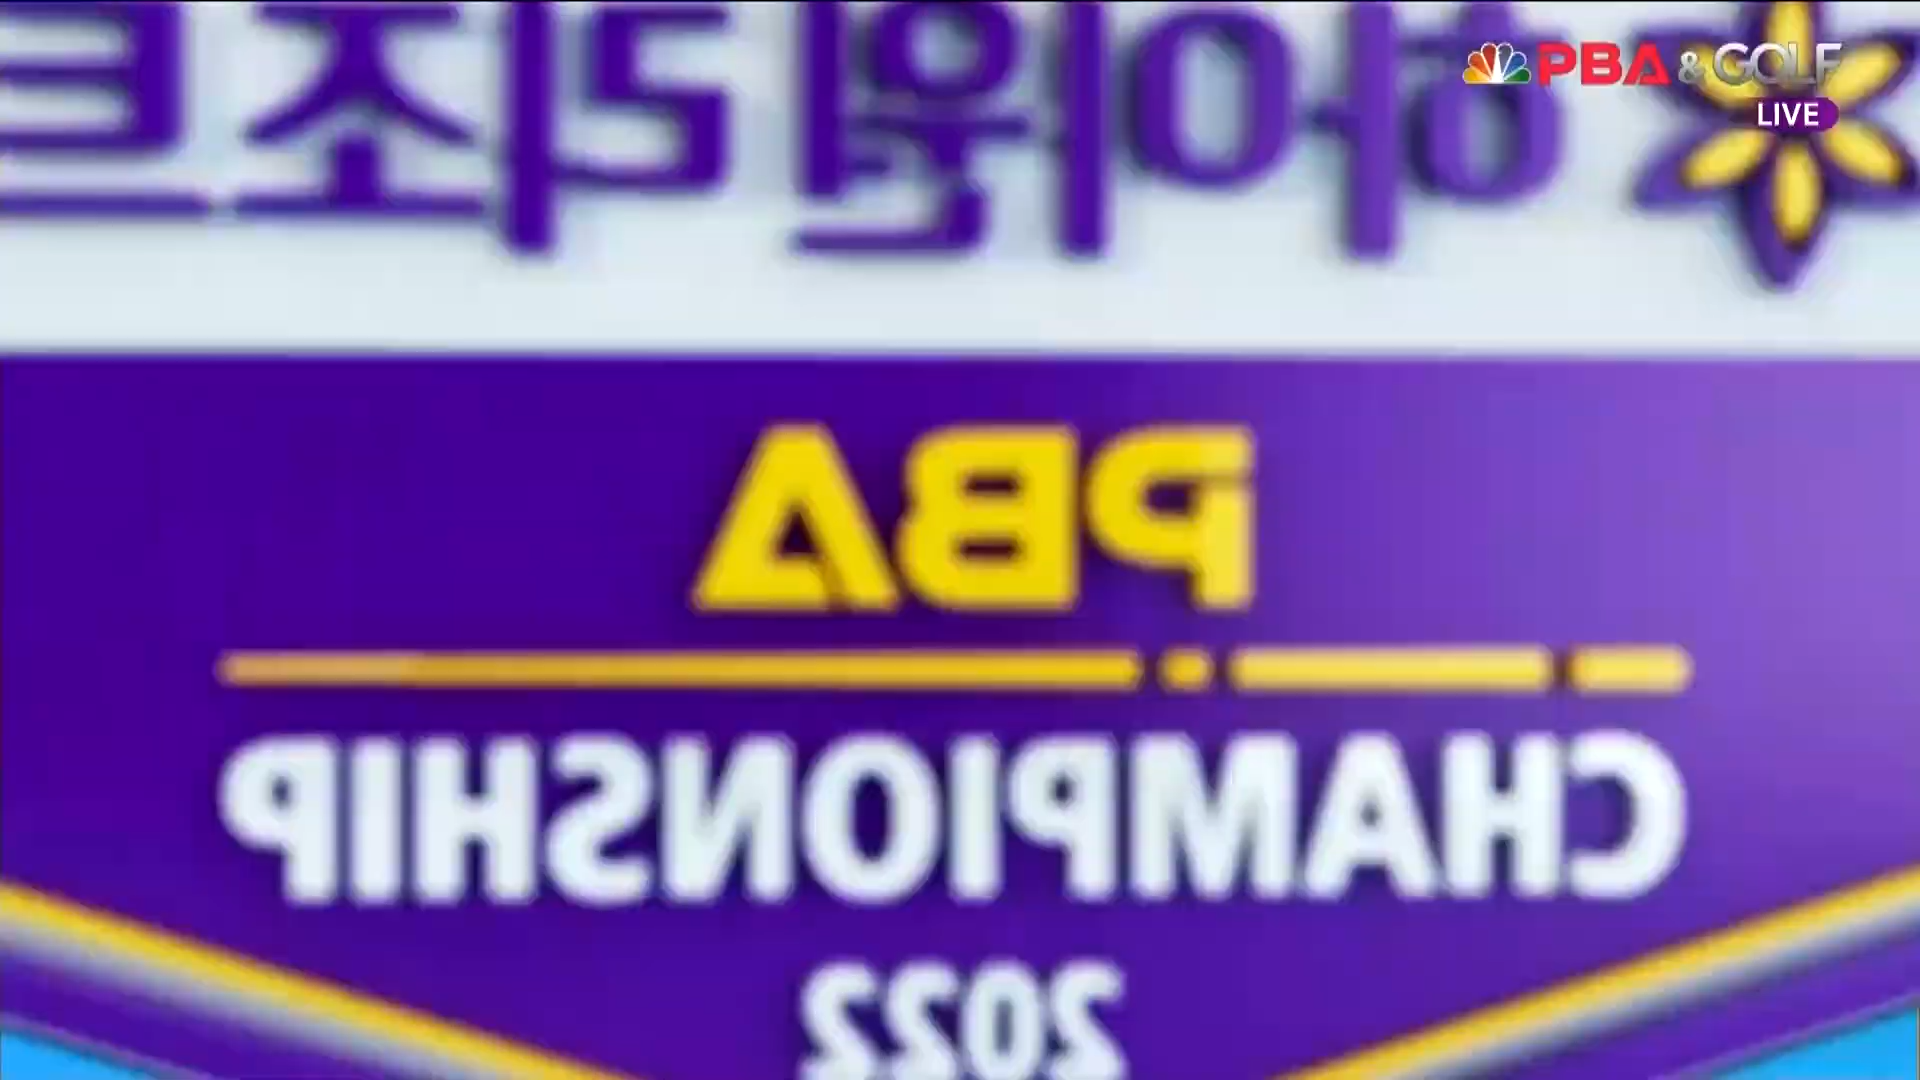 하이원리조트
PBA & GOLF
LIVE
PBA
CHAMPIONSHIP
2022